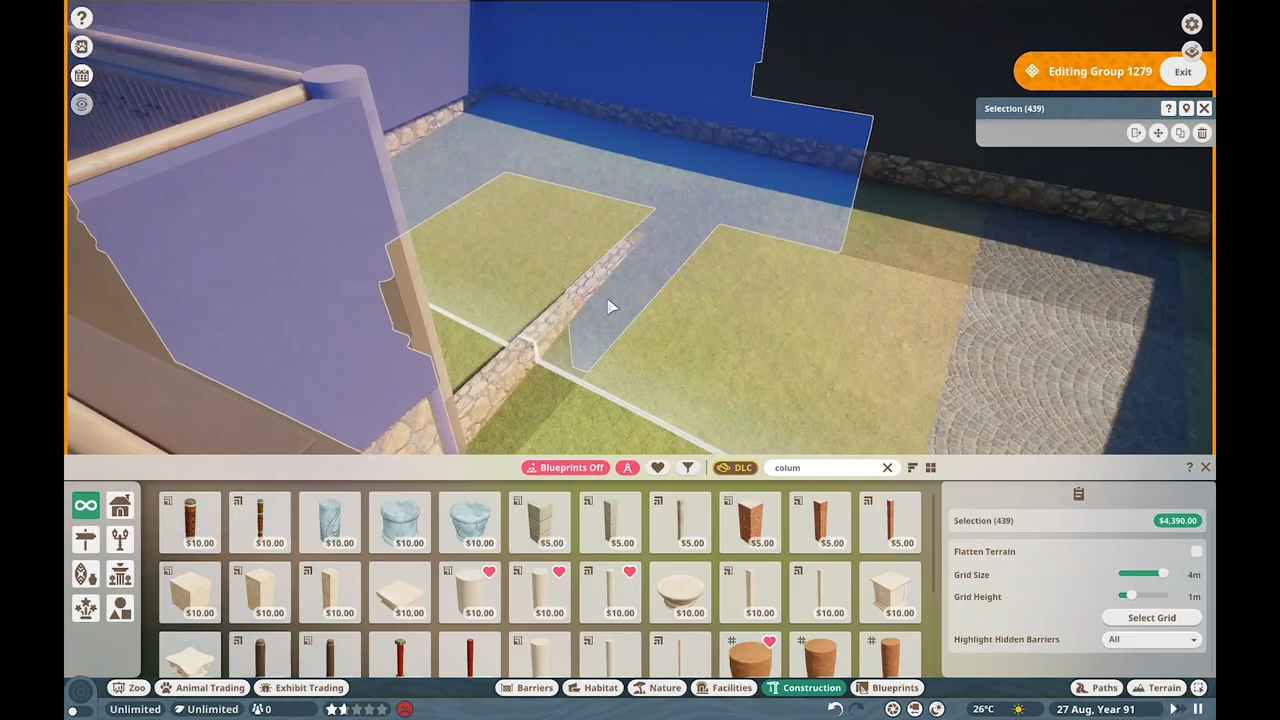 ?
Editing Group 1279
Exit
Selection (439)
?
Blueprints Off
DLC
colum
?
$10.00 $10.00 $10.00 $10.00 $10.00 $5.00 $5.00 $5.00 $5.00 $5.00 $5.00
$10.00 $10.00 $10.00 $10.00 $10.00 $10.00 $10.00 $10.00 $10.00 $10.00 $10.00
Selection (439)
$4,390.00
Flatten Terrain
Grid Size
4m
Grid Height
1m
Select Grid
Highlight Hidden Barriers
All
Zoo
Animal Trading
Exhibit Trading
Barriers
Habitat
Nature
Facilities
Construction
Blueprints
Paths
Terrain
Unlimited
Unlimited
0
26°C
27 Aug, Year 91